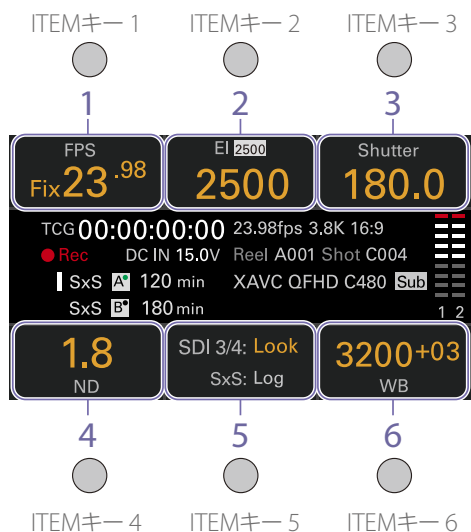 ITEMキー 1 ITEMキー 2 ITEMキー 3
1 2 3
FPS EI 2500 Shutter
Fix23.98 2500 180.0
TCG 00:00:00:00 23.98fps 3.8K 16:9
Rec DC IN 15.0V Reel A001 Shot C004
SxS A 120 min XAVC QFHD C480 Sub
SxS B 180 min 1 2
1.8 SDI 3/4: Look 3200+03
ND SxS: Log WB
4 5 6
ITEMキー 4 ITEMキー 5 ITEMキー 6